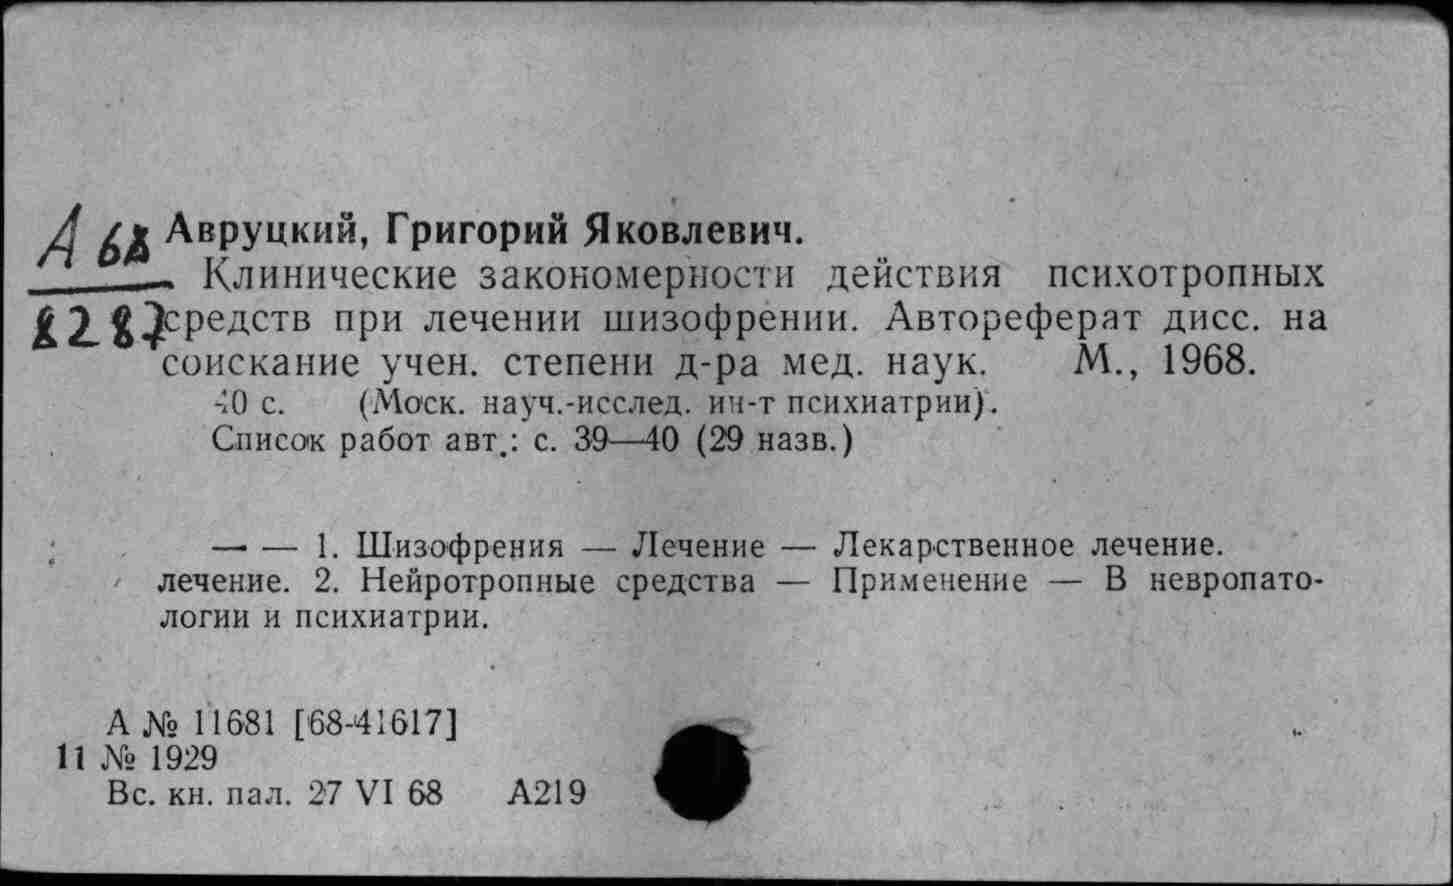 А 68 Авруцкий, Григорий Яковлевич.
Клинические закономерности действия психотропных
средств при лечении шизофрении. Автореферат дисс. на
соискание учен. степени д-ра мед. наук. М., 1968.
40 с. (Моск. науч.-исслед. ин-т психиатрии).
Список работ авт.: с. 39—40 (29 назв.)
— — 1. Шизофрения — Лечение — Лекарственное лечение.
лечение. 2. Нейротропные средства — Применение — В невропато-
логии и психиатрии.
А № 11681 [68-41617]
11 № 1929
Вс. кн. пал. 27 VI 68 А219